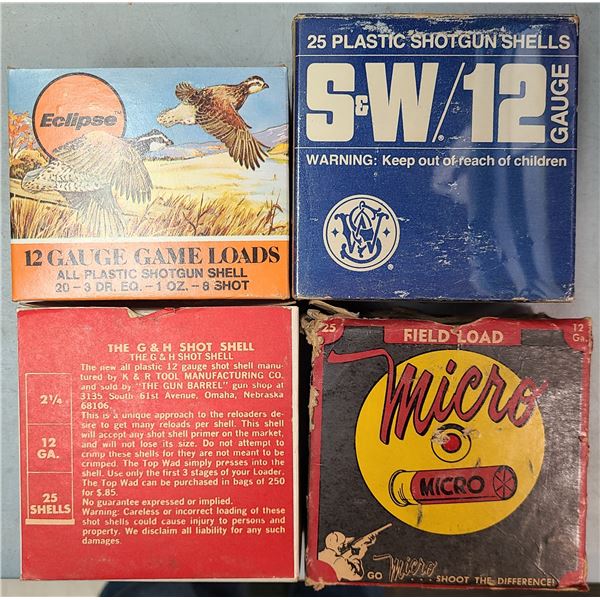 Eclipse
12 GAUGE GAME LOADS
ALL PLASTIC SHOTGUN SHELL
20 – 3 DR. EQ. – 1 OZ. – 8 SHOT
25 PLASTIC SHOTGUN SHELLS
S&W./12
GAUGE
WARNING: Keep out of reach of children
S&W
THE G & H SHOT SHELL
THE G & H SHOT SHELL
The new all plastic 12 gauge shot shell manu-
tured by K & R TOOL MANUFACTURING CO.
and sold by "THE GUN BARREL" gun shop at
3135 South 61st Avenue, Omaha, Nebraska
68106.
This is a unique approach to the reloaders de-
sire to get many reloads per shell. This shell
will accept any shot shell primer on the market,
and will not lose its size. Do not attempt to
crimp these shells for they are not meant to be
crimped. The Top Wad simply presses into the
shell. Use only the first 3 stages of your Loader.
The Top Wad can be purchased in bags of 250
for $.85.
No guarantee expressed or implied.
Warning: Careless or incorrect loading of these
shot shells could cause injury to persons and
property. We disclaim all liability for any such
damages.
2¼
12
GA.
25
SHELLS
25
FIELD LOAD
12
Ga.
Micro
MICRO
GO Micro...SHOOT THE DIFFERENCE!